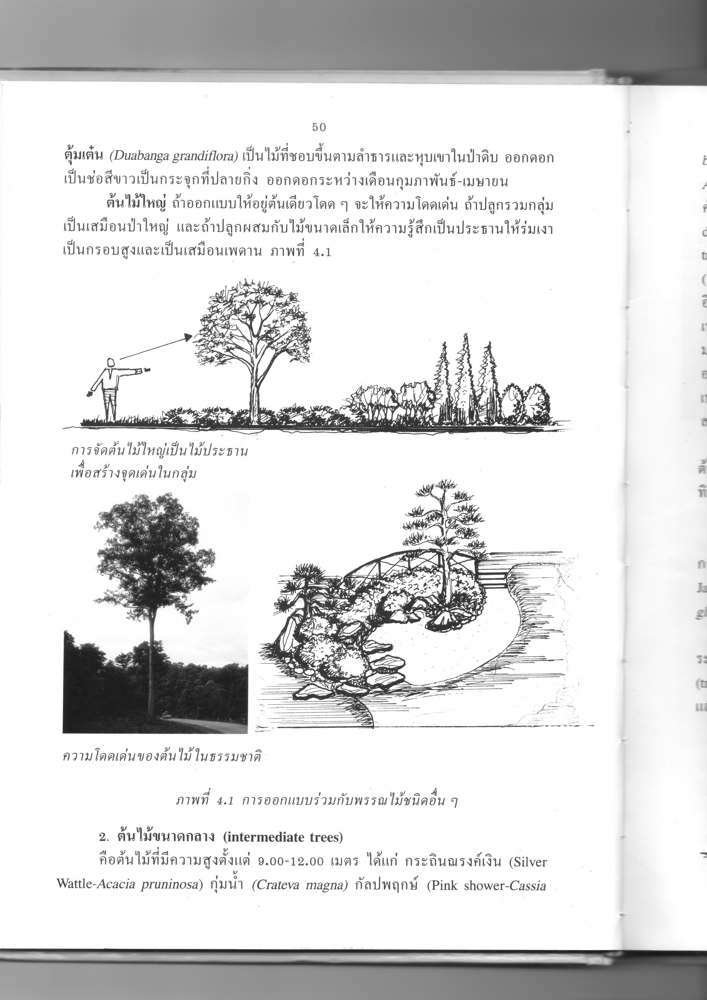 50
ตุ้มเต๋น (Duabanga grandiflora) เป็นไม้ที่ชอบขึ้นตามลำธารและหุบเขาในป่าดิบ ออกดอก
เป็นช่อสีขาวเป็นกระจุกที่ปลายกิ่ง ออกดอกระหว่างเดือนกุมภาพันธ์-เมษายน
ต้นไม้ใหญ่ ถ้าออกแบบให้อยู่ต้นเดียวโดด ๆ จะให้ความโดดเด่น ถ้าปลูกรวมกลุ่ม
เป็นเสมือนป่าใหญ่ และถ้าปลูกผสมกับไม้ขนาดเล็กให้ความรู้สึกเป็นประธานให้ร่มเงา
เป็นกรอบสูงและเป็นเสมือนเพดาน ภาพที่ 4.1
การจัดต้นไม้ใหญ่เป็นไม้ประธาน
เพื่อสร้างจุดเด่นในกลุ่ม
ความโดดเด่นของต้นไม้ในธรรมชาติ
ภาพที่ 4.1 การออกแบบร่วมกับพรรณไม้ชนิดอื่น ๆ
2. ต้นไม้ขนาดกลาง (intermediate trees)
คือต้นไม้ที่มีความสูงตั้งแต่ 9.00-12.00 เมตร ได้แก่ กระถินณรงค์เงิน (Silver
Wattle-Acacia pruninosa) กุ่มน้ำ (Crateva magna) กัลปพฤกษ์ (Pink shower-Cassia